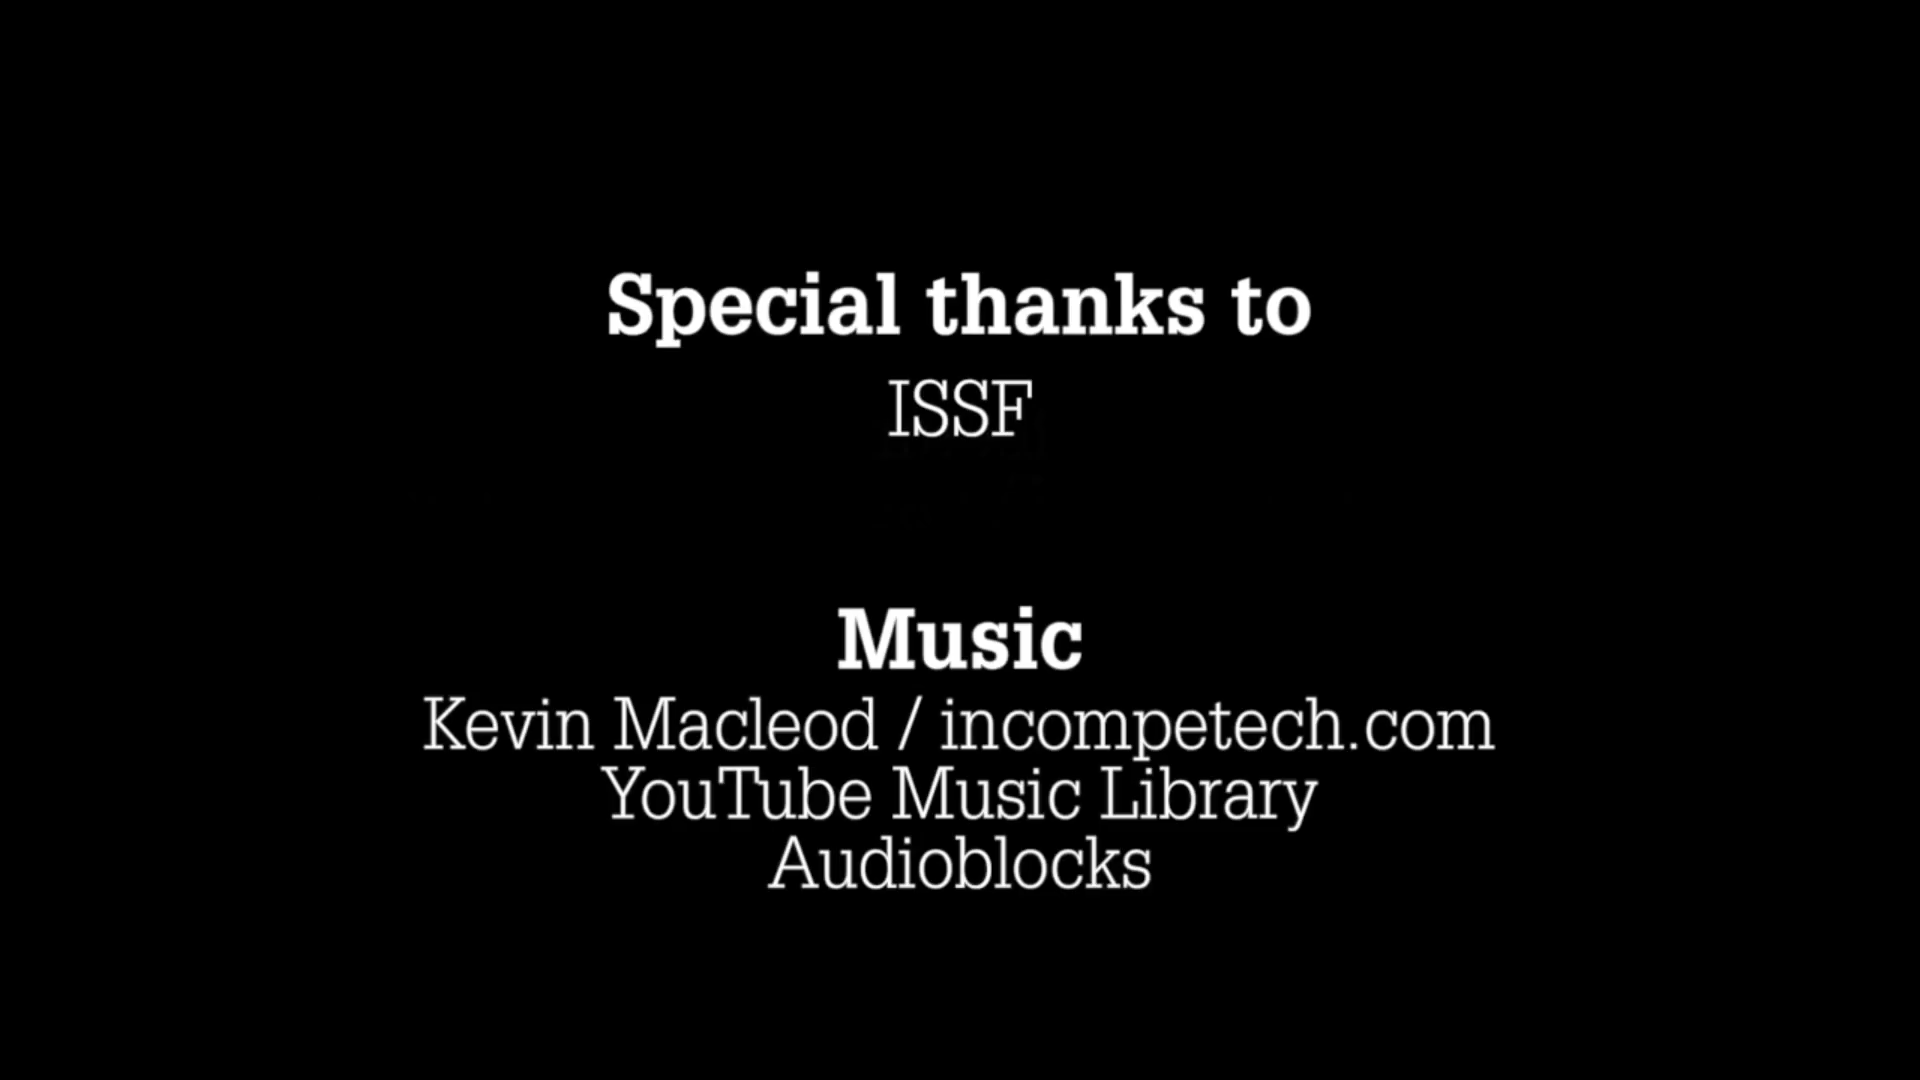 Special thanks to
ISSF
Music
Kevin Macleod / incompetech.com
YouTube Music Library
Audioblocks